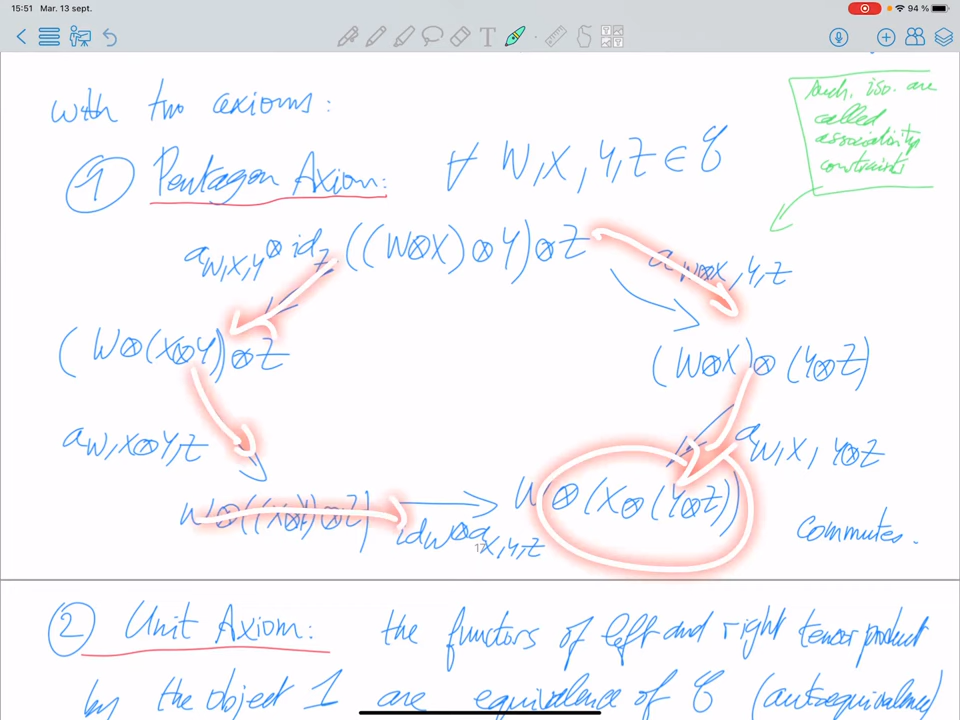 15:51 Mar. 13 sept. 94 %
with two axioms:
such. iso. are
called
associativity
constraints
① Pentagon Axiom: ∀ W, X, Y, Z ∈ 𝒞
a_{W,X,Y} ⊗ id_Z ((W⊗X)⊗Y)⊗Z a_{W⊗X,Y,Z}
(W⊗(X⊗Y))⊗Z (W⊗X)⊗(Y⊗Z)
a_{W,X⊗Y,Z} a_{W,X,Y⊗Z}
W⊗((X⊗Y)⊗Z) W⊗(X⊗(Y⊗Z)) commutes.
id_W⊗a_{X,Y,Z}
17
② Unit Axiom: the functors of left and right tensor product
by the object 1 are equivalence of 𝒞 (autoequivalency)